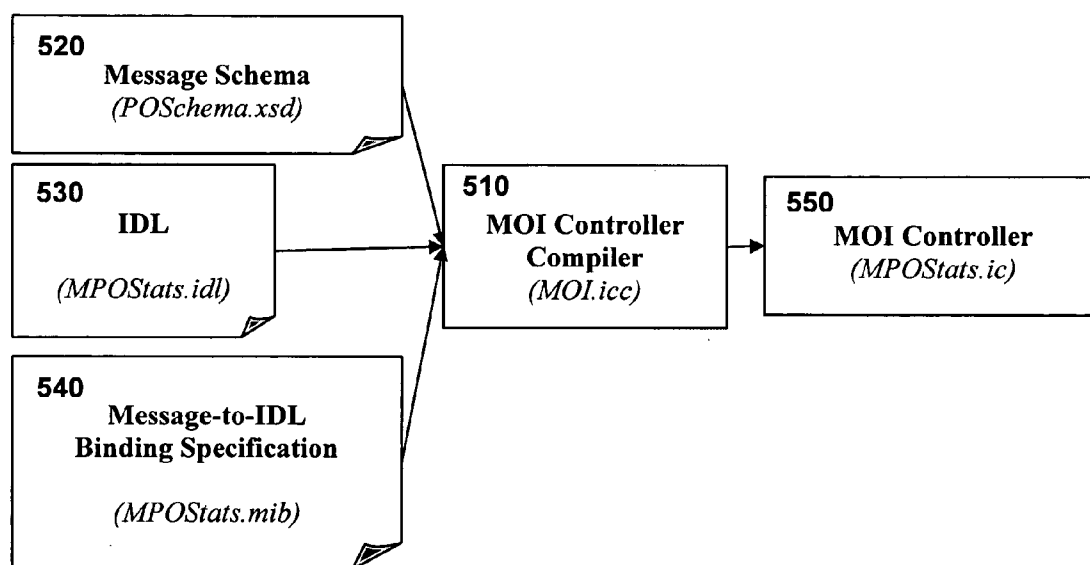 520
Message Schema
(POSchema.xsd)
530
IDL
(MPOStats.idl)
540
Message-to-IDL
Binding Specification
(MPOStats.mib)
510
MOI Controller
Compiler
(MOI.icc)
550
MOI Controller
(MPOStats.ic)